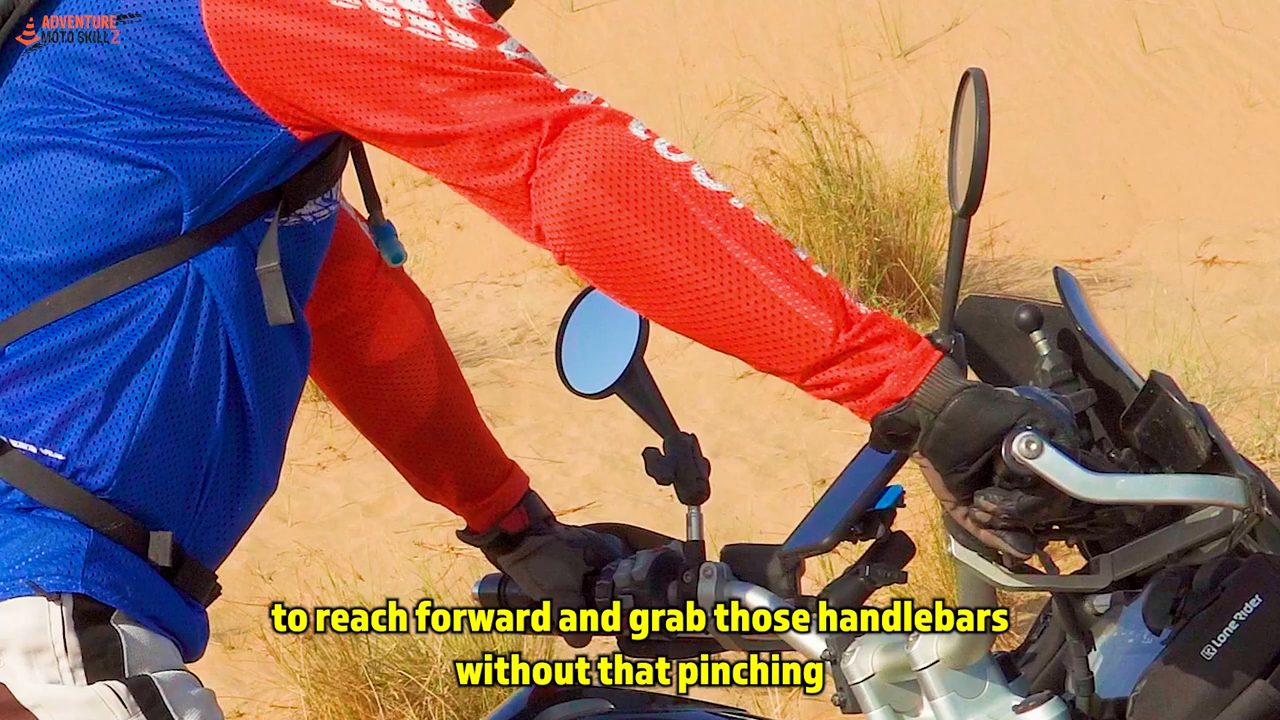 ADVENTURE
MOTO SKILLZ
to reach forward and grab those handlebars
without that pinching
Lone Rider